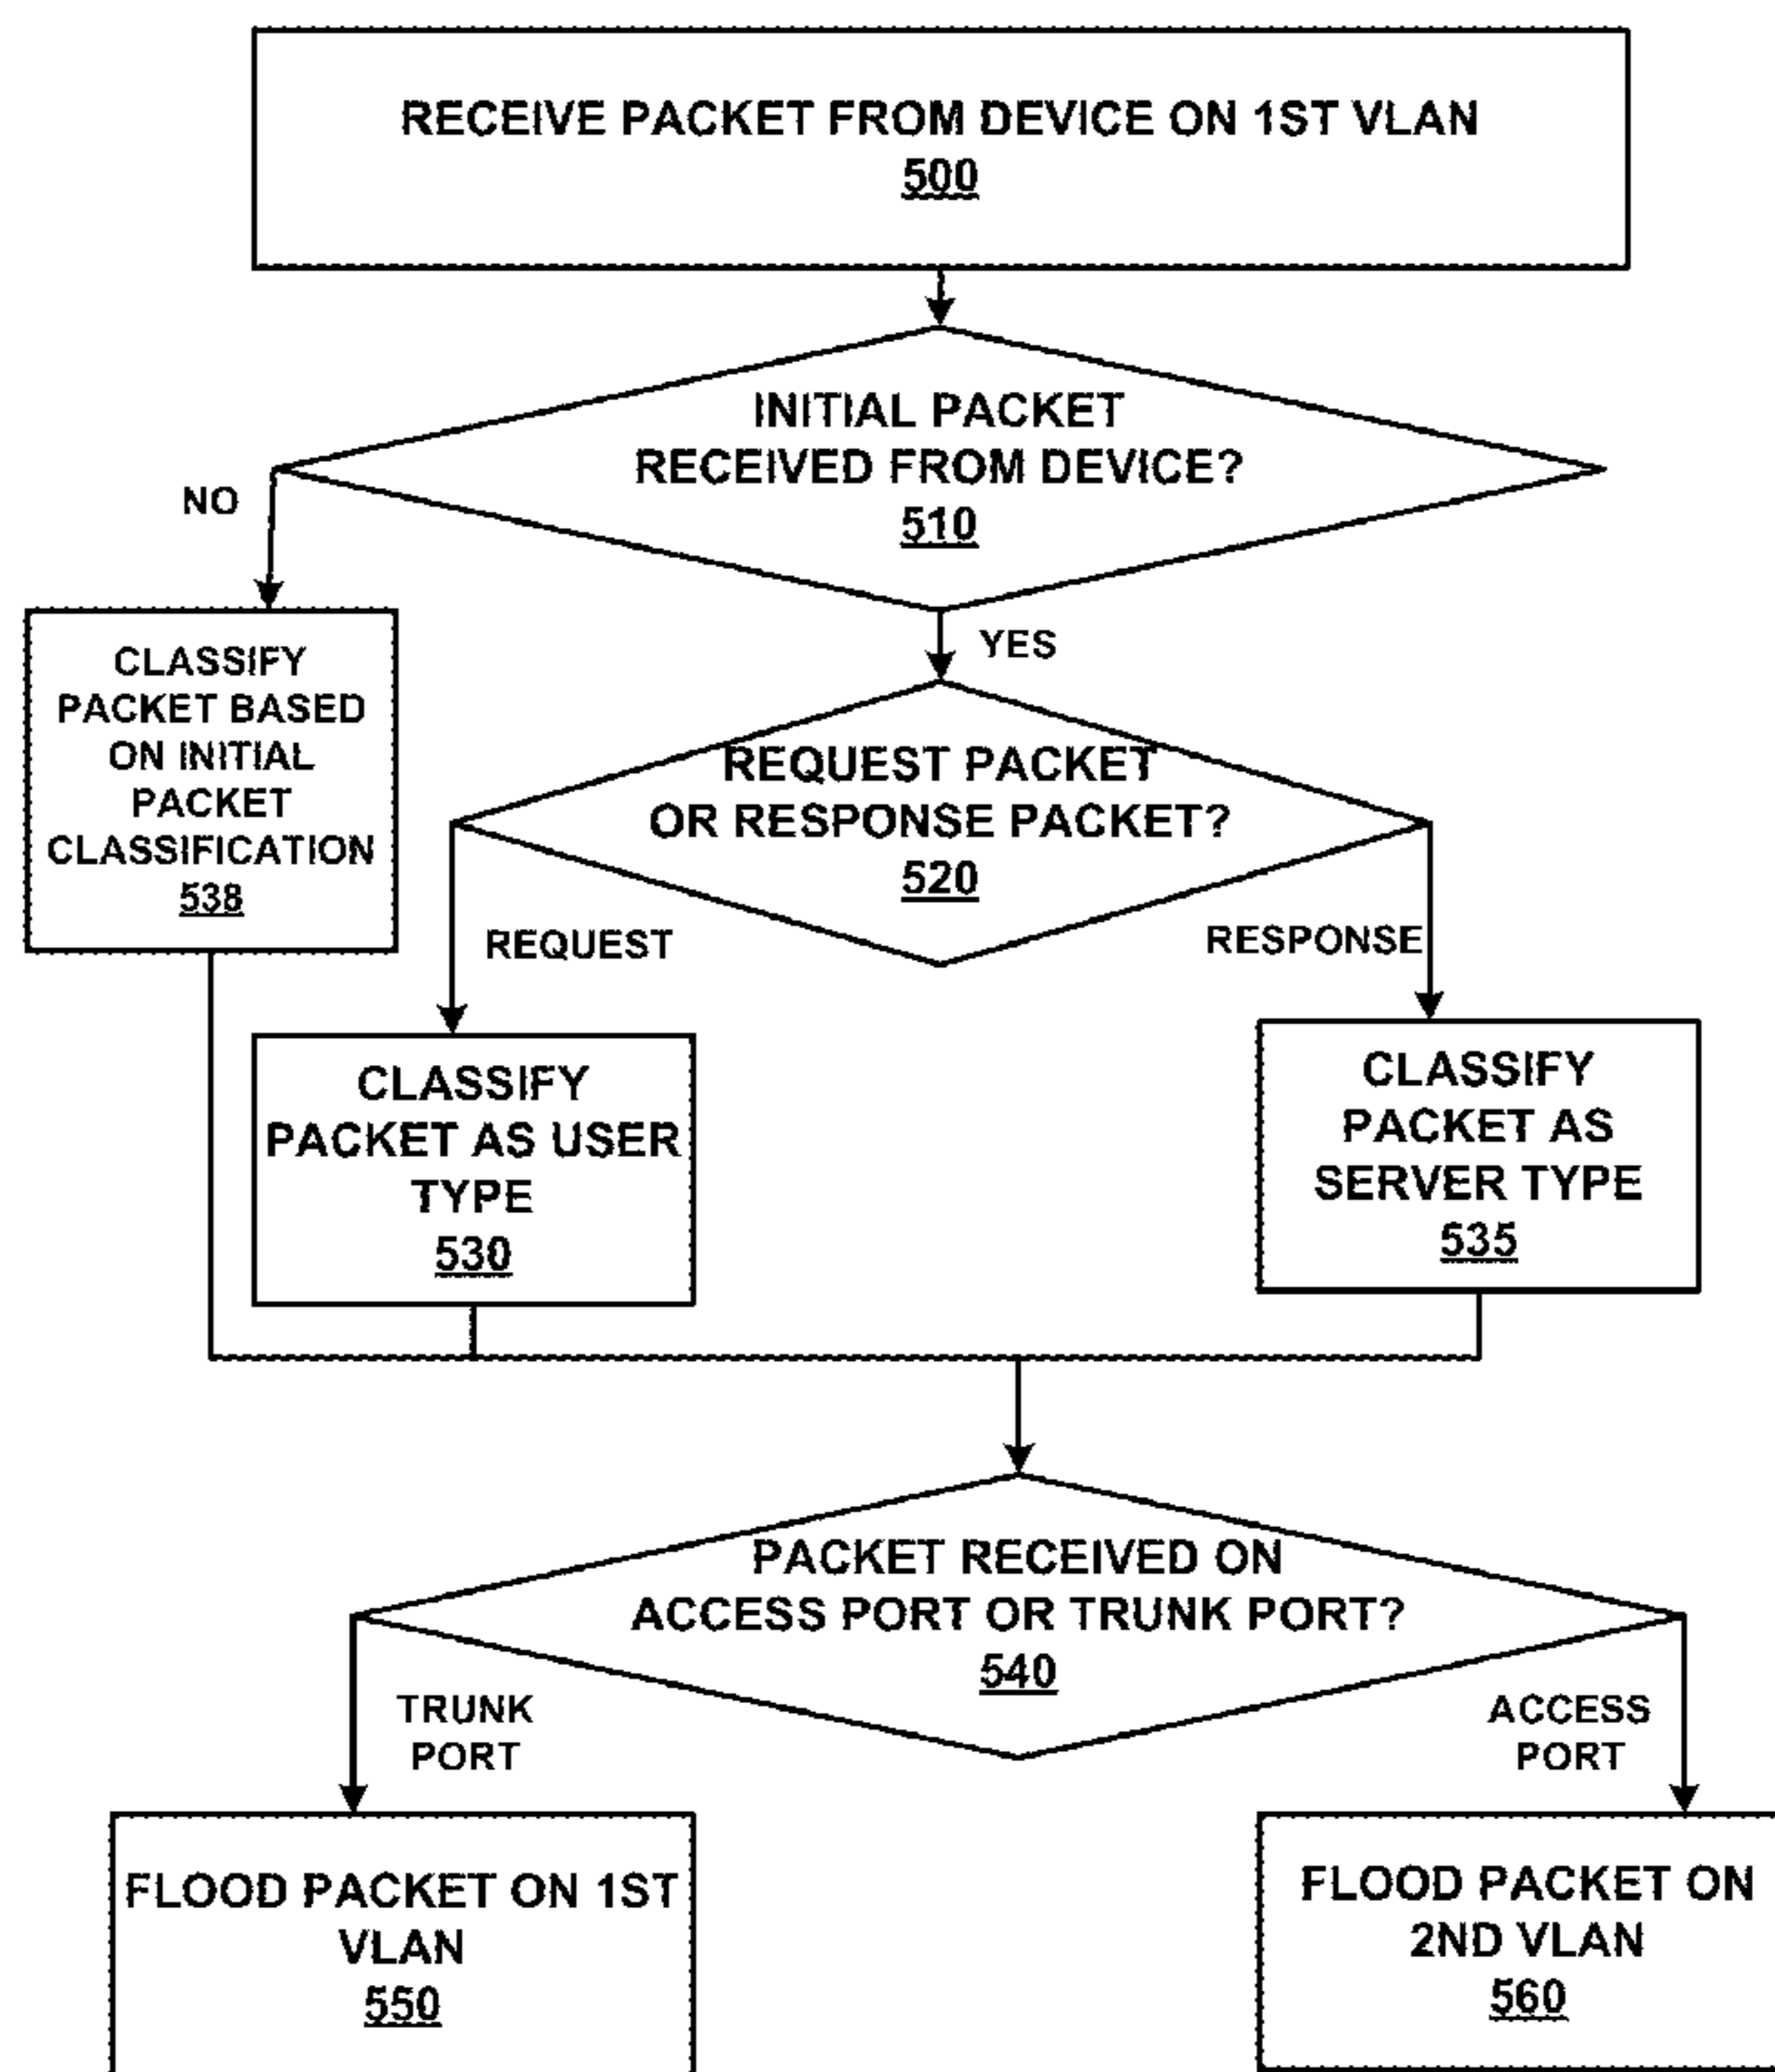 RECEIVE PACKET FROM DEVICE ON 1ST VLAN
500
INITIAL PACKET
RECEIVED FROM DEVICE?
510
NO
YES
CLASSIFY
PACKET BASED
ON INITIAL
PACKET
CLASSIFICATION
538
REQUEST PACKET
OR RESPONSE PACKET?
520
REQUEST
RESPONSE
CLASSIFY
PACKET AS USER
TYPE
530
CLASSIFY
PACKET AS
SERVER TYPE
535
PACKET RECEIVED ON
ACCESS PORT OR TRUNK PORT?
540
TRUNK
PORT
ACCESS
PORT
FLOOD PACKET ON 1ST
VLAN
550
FLOOD PACKET ON
2ND VLAN
560